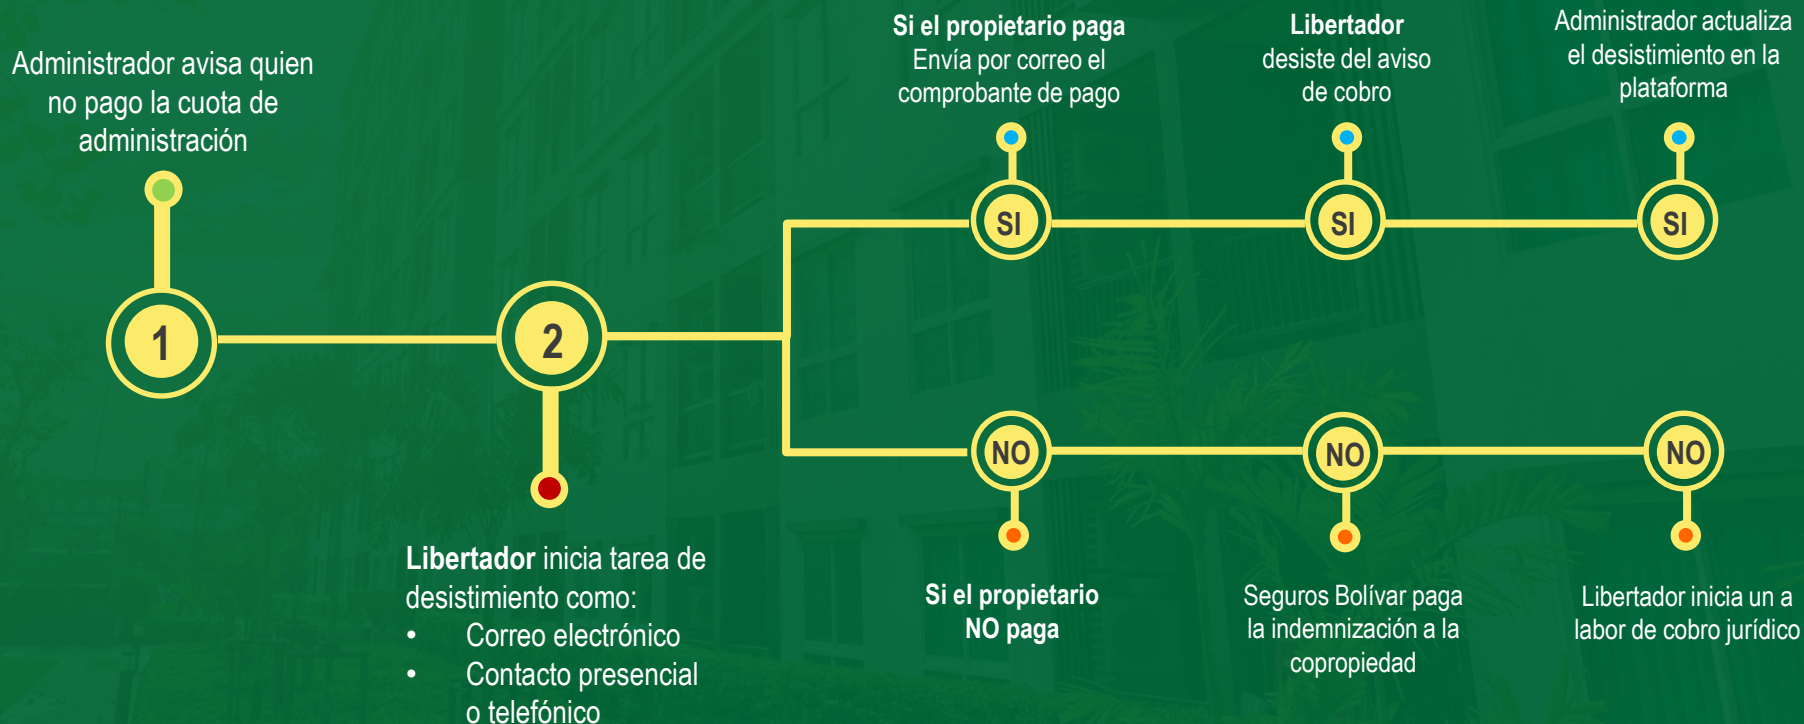 Administrador avisa quien
no pago la cuota de
administración
1
2
Libertador inicia tarea de
desistimiento como:
• Correo electrónico
• Contacto presencial
o telefónico
Si el propietario paga
Envía por correo el
comprobante de pago
SI
Libertador
desiste del aviso
de cobro
SI
Administrador actualiza
el desistimiento en la
plataforma
SI
NO
Si el propietario
NO paga
NO
Seguros Bolívar paga
la indemnización a la
copropiedad
NO
Libertador inicia un a
labor de cobro jurídico